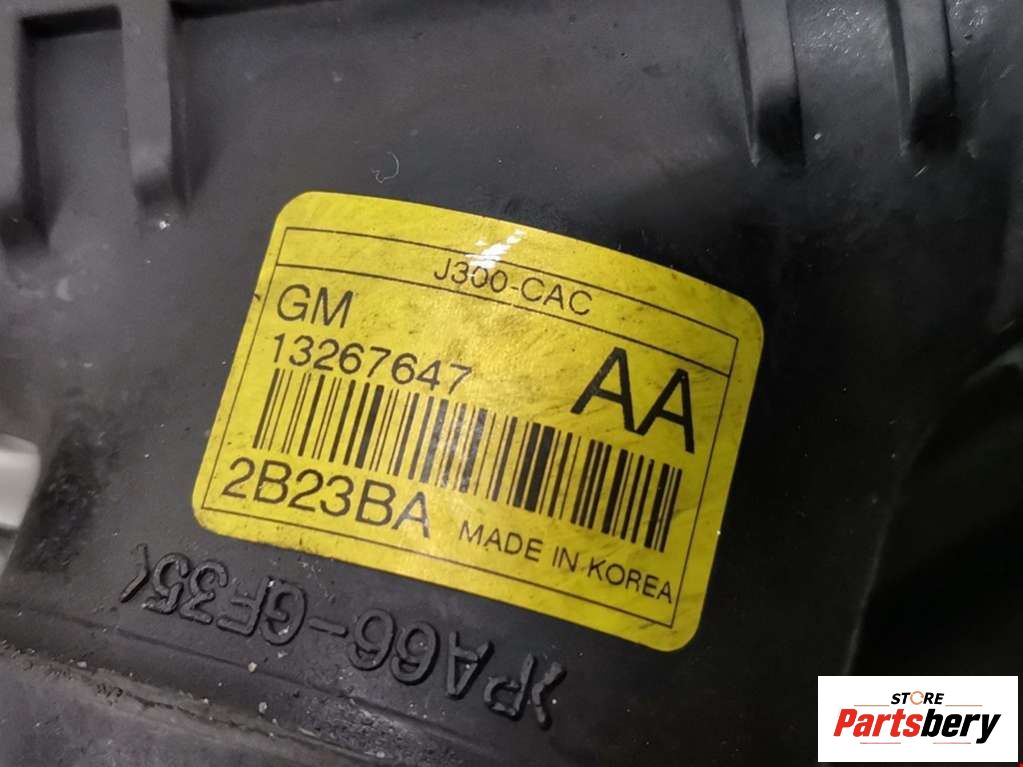 J300-CAC
GM
13267647
AA
2B23BA
MADE IN KOREA
>PA66-GF35<
STORE
Partsbery